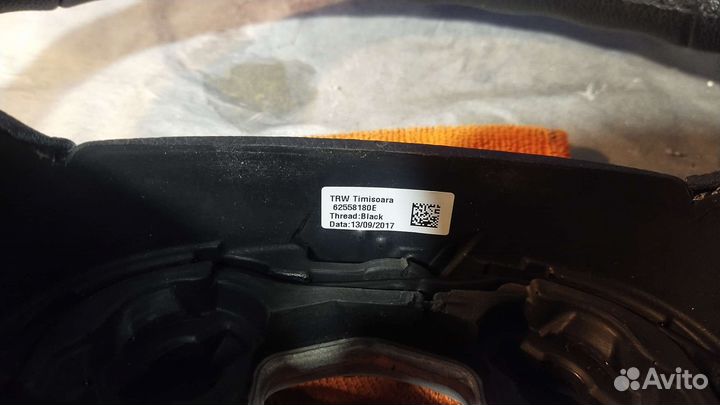 TRW Timisoara
62558180E
Thread:Black
Data:13/09/2017
Avito